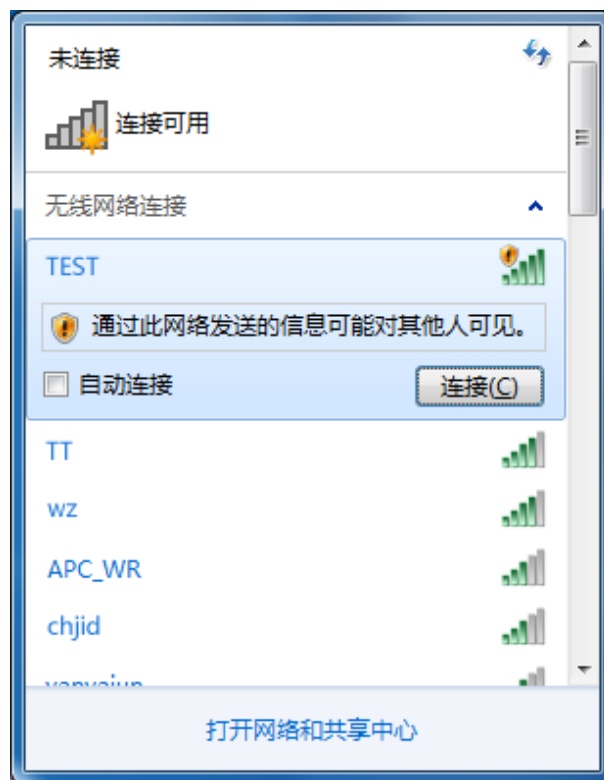 未连接
连接可用
无线网络连接
TEST
通过此网络发送的信息可能对其他人可见。
自动连接 连接(C)
TT
wz
APC_WR
chjid
打开网络和共享中心